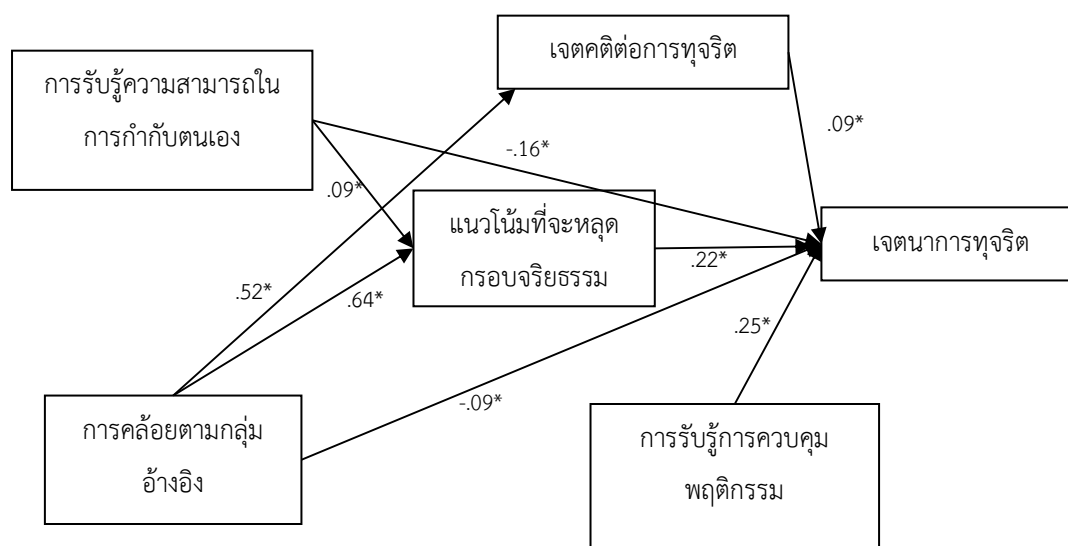 เจตคติต่อการทุจริต
การรับรู้ความสามารถใน
การกำกับตนเอง
.09*
-.16*
.09*
แนวโน้มที่จะหลุด
กรอบจริยธรรม
เจตนาการทุจริต
.22*
.52*
.64*
.25*
-.09*
การคล้อยตามกลุ่ม
อ้างอิง
การรับรู้การควบคุม
พฤติกรรม